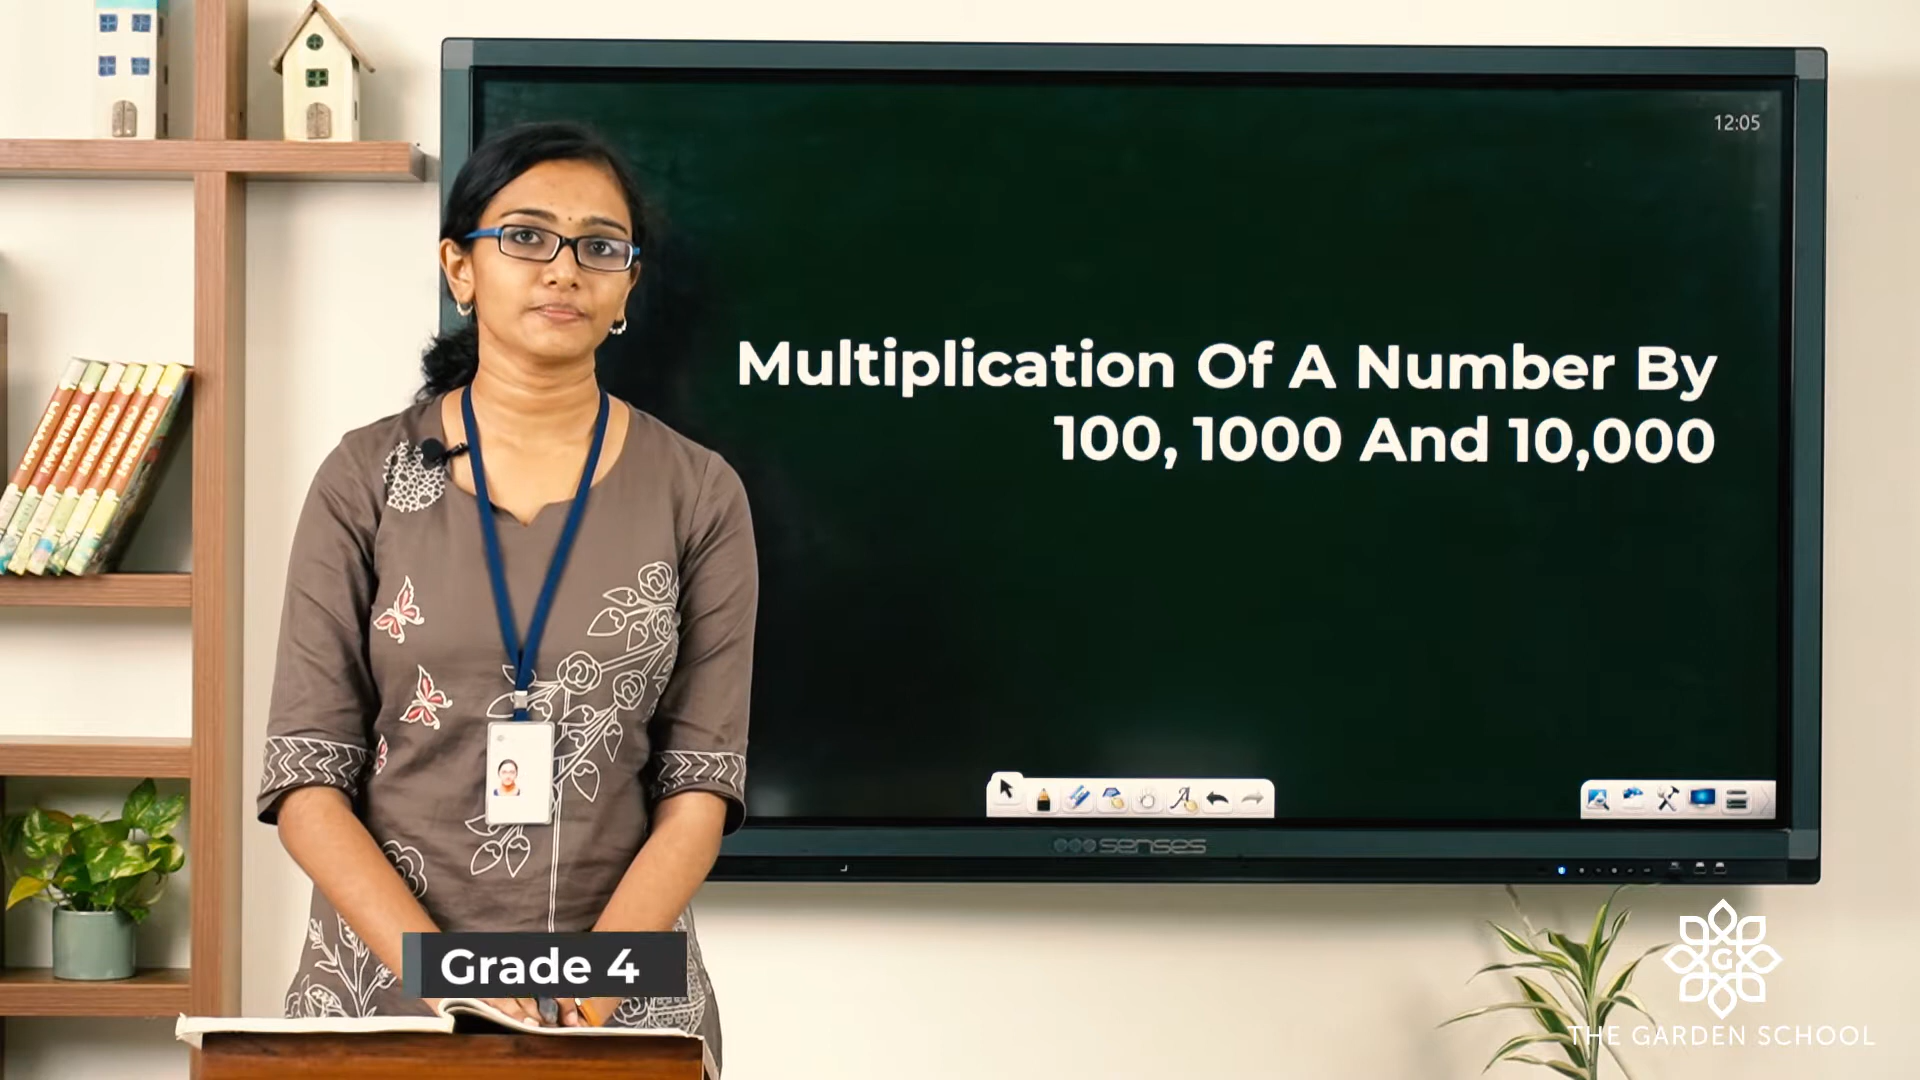 12:05
Multiplication Of A Number By
100, 1000 And 10,000
senses
Grade 4
G
THE GARDEN SCHOOL